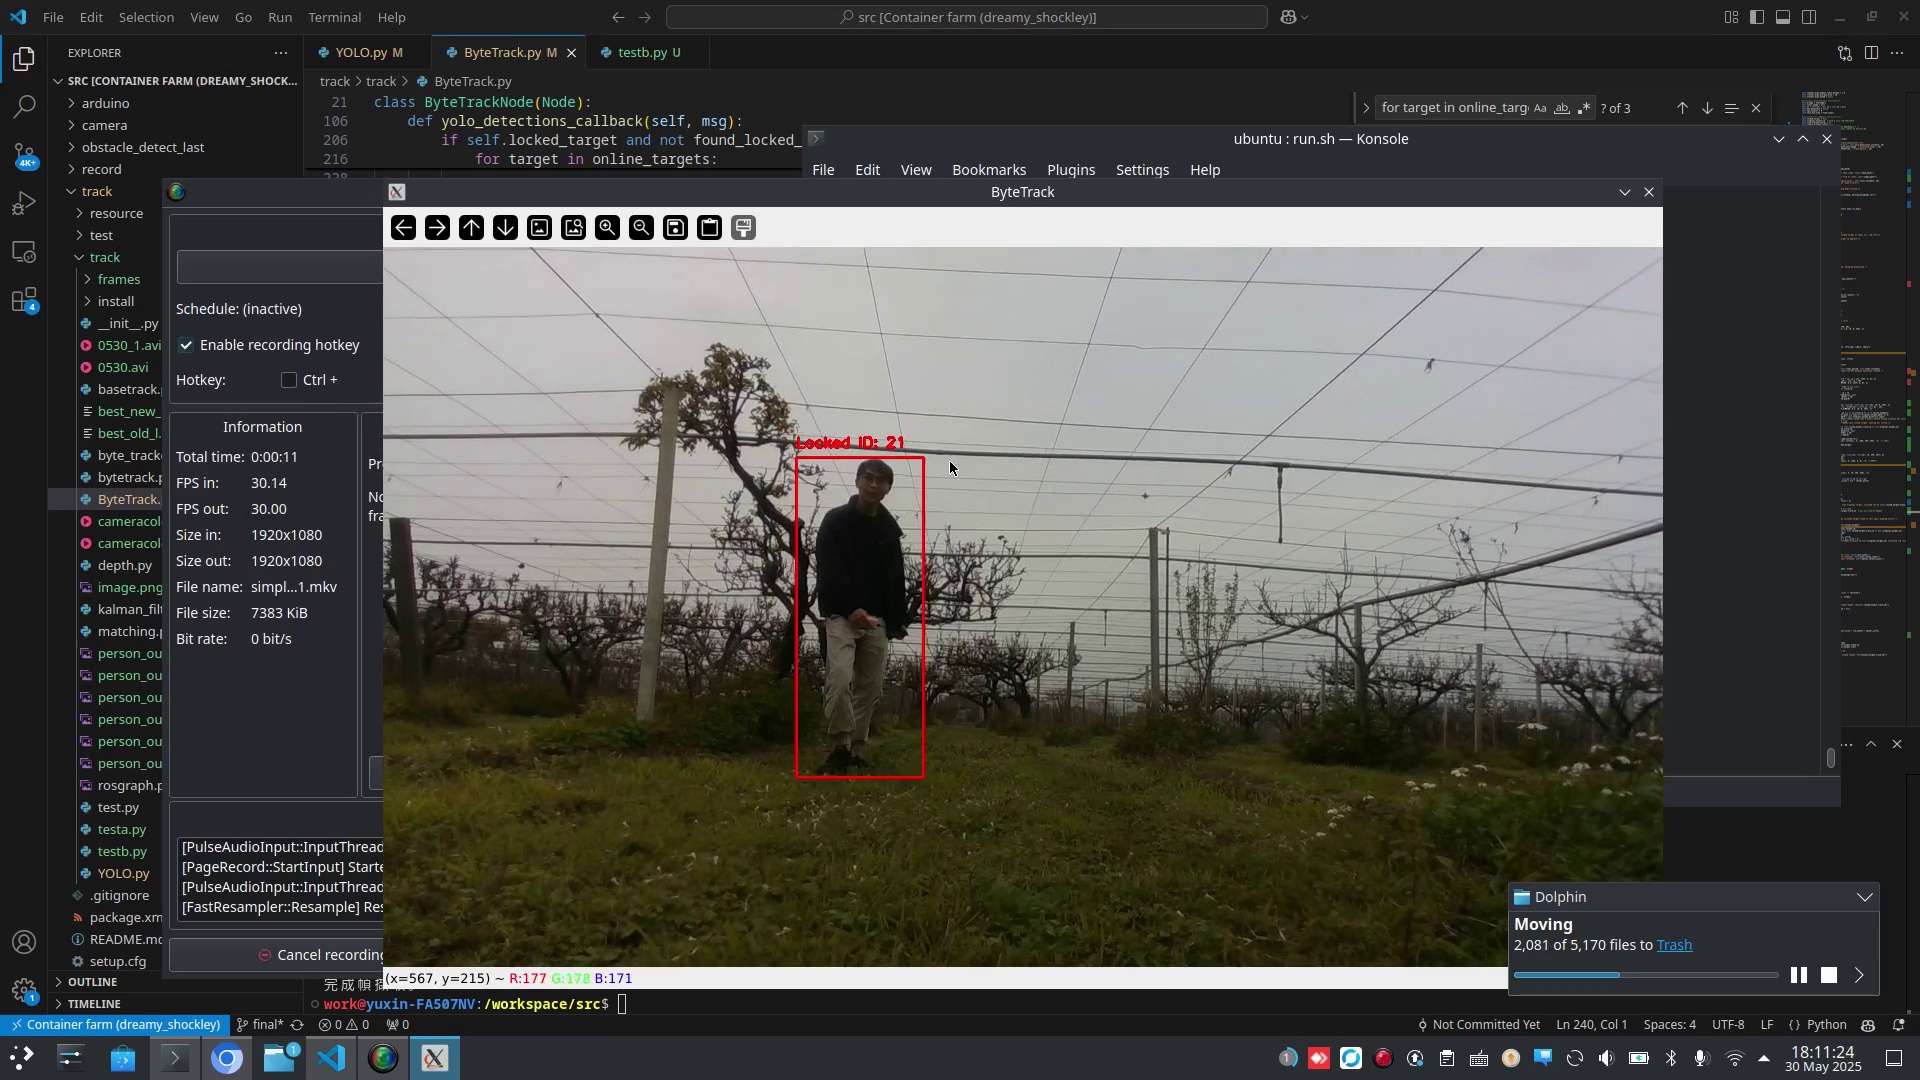 File Edit Selection View Go Run Terminal Help
src [Container farm (dreamy_shockley)]
EXPLORER
SRC [CONTAINER FARM (DREAMY_SHOCK...
arduino
camera
obstacle_detect_last
record
track
resource
test
track
frames
install
__init__.py
0530_1.avi
0530.avi
basetrack.
best_new_
best_old_l.
byte_track
bytetrack.p
ByteTrack.
cameracol
cameracol
depth.py
image.png
kalman_filt
matching.p
person_ou
person_ou
person_ou
person_ou
person_ou
person_ou
rosgraph.p
test.py
testa.py
testb.py
YOLO.py
.gitignore
package.xm
README.md
setup.cfg
OUTLINE
TIMELINE
4K+
4
1
YOLO.py M
ByteTrack.py M
testb.py U
track > track > ByteTrack.py
21 class ByteTrackNode(Node):
106 def yolo_detections_callback(self, msg):
206 if self.locked_target and not found_locked_
216 for target in online_targets:
228
for target in online_targ
Aa ab
? of 3
ubuntu : run.sh — Konsole
File Edit View Bookmarks Plugins Settings Help
ByteTrack
Locked ID: 21
(x=567, y=215) ~ R:177 G:178 B:171
Schedule: (inactive)
Enable recording hotkey
Hotkey: Ctrl +
Information
Total time: 0:00:11
FPS in: 30.14
FPS out: 30.00
Size in: 1920x1080
Size out: 1920x1080
File name: simpl...1.mkv
File size: 7383 KiB
Bit rate: 0 bit/s
Pr
No
fra
[PulseAudioInput::InputThread
[PageRecord::StartInput] Starte
[PulseAudioInput::InputThread
[FastResampler::Resample] Res
Cancel recording
work@yuxin-FA507NV:/workspace/src$
Dolphin
Moving
2,081 of 5,170 files to Trash
Container farm (dreamy_shockley)
final*
0 0
0
Not Committed Yet
Ln 240, Col 1
Spaces: 4
UTF-8
LF
{ } Python
1
1
18:11:24
30 May 2025